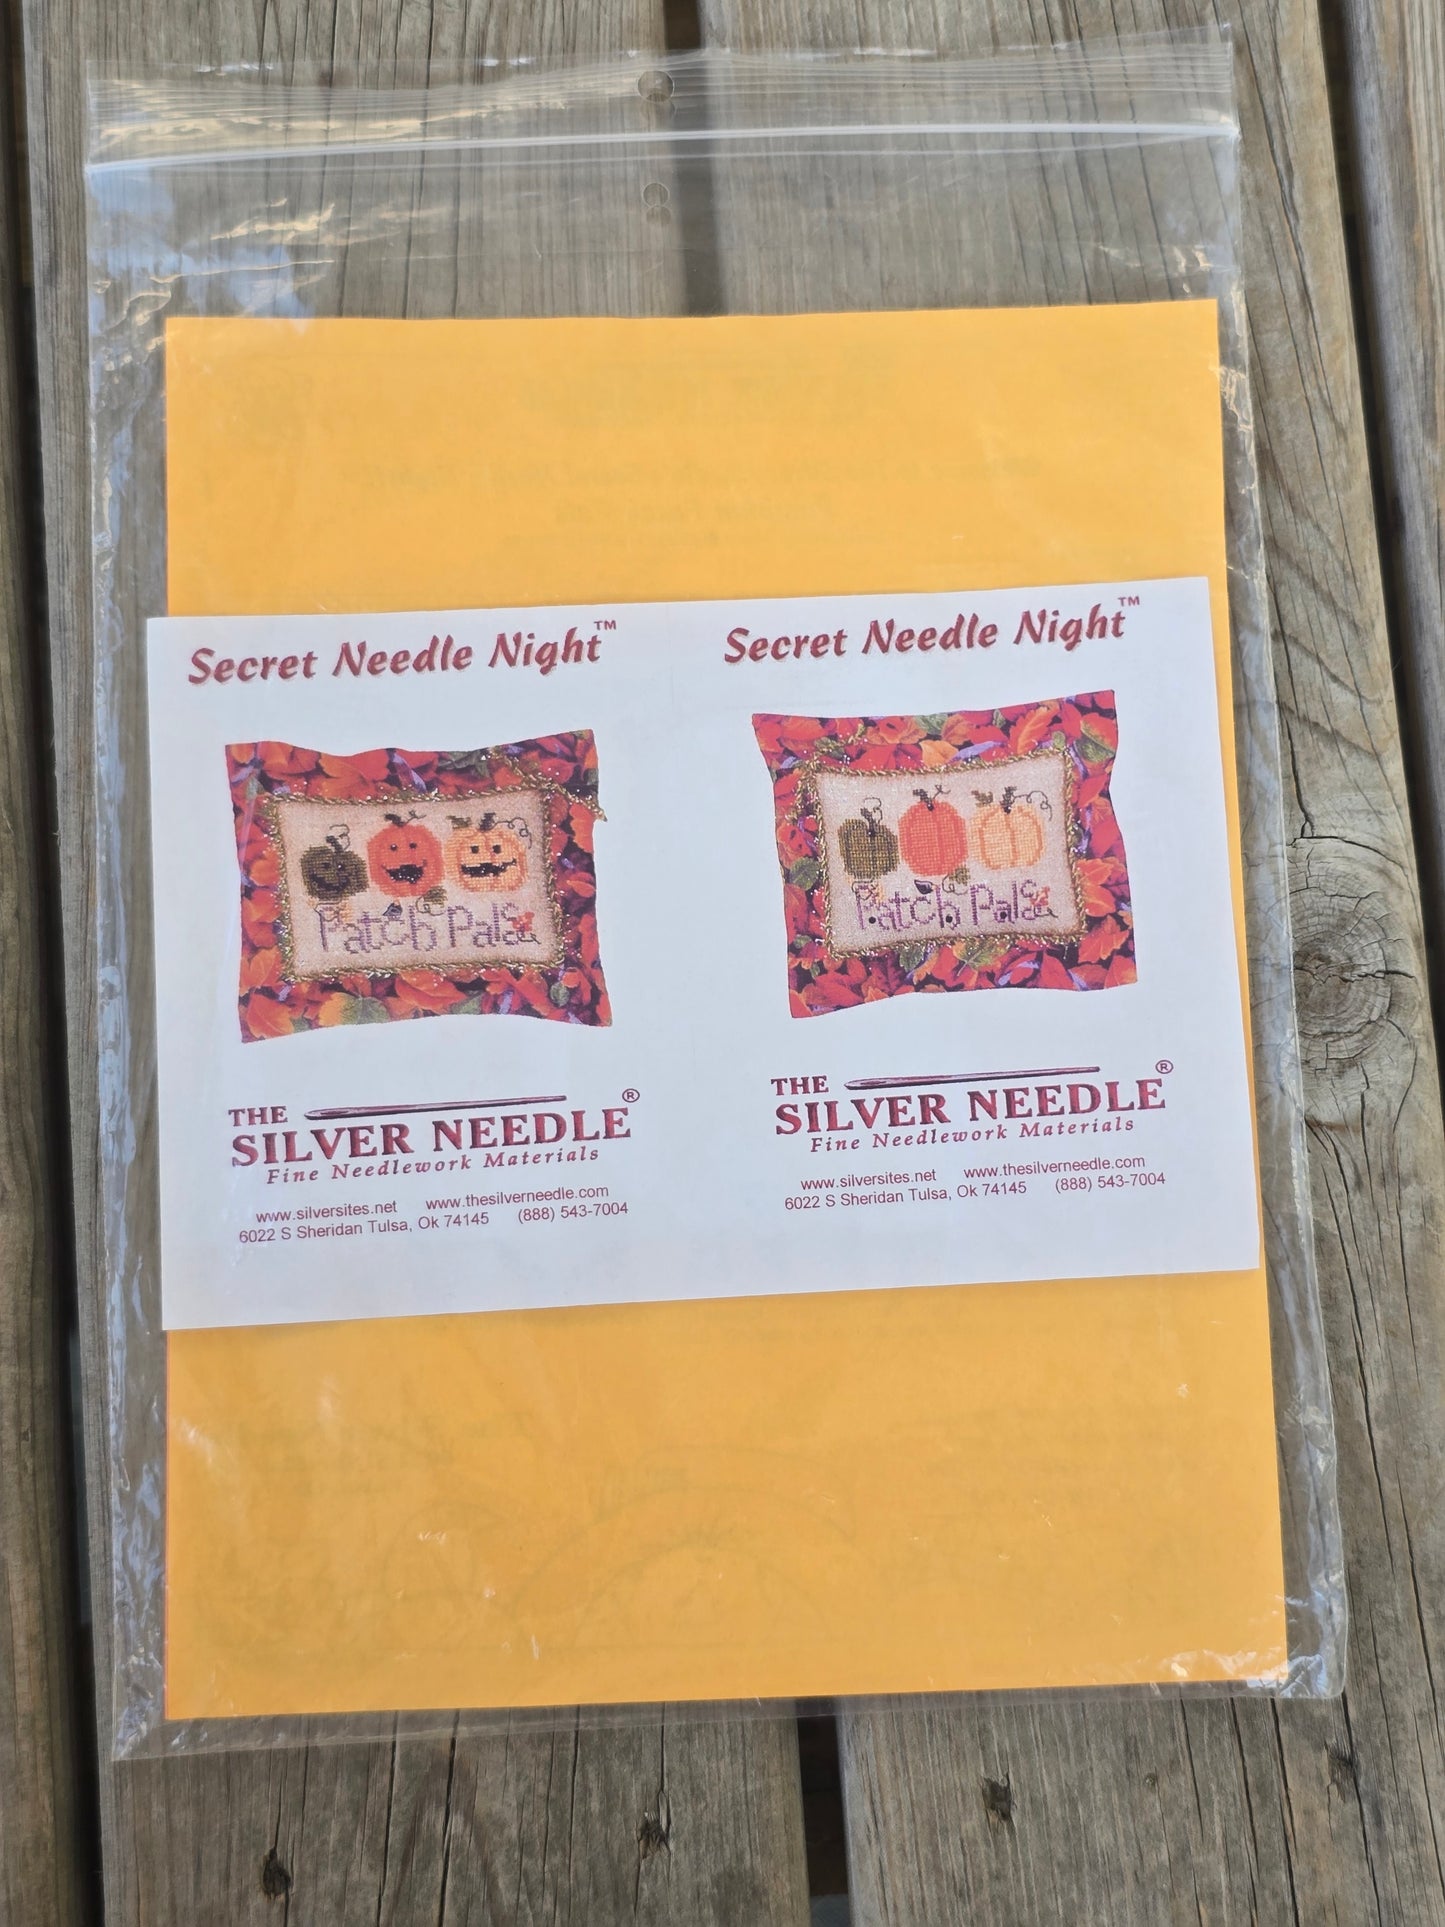 Secret Needle Night™
Patch Pals
THE
SILVER NEEDLE®
Fine Needlework Materials
www.silversites.net www.thesilverneedle.com
6022 S Sheridan Tulsa, Ok 74145 (888) 543-7004
Secret Needle Night™
Patch Pals
THE
SILVER NEEDLE®
Fine Needlework Materials
www.silversites.net www.thesilverneedle.com
6022 S Sheridan Tulsa, Ok 74145 (888) 543-7004